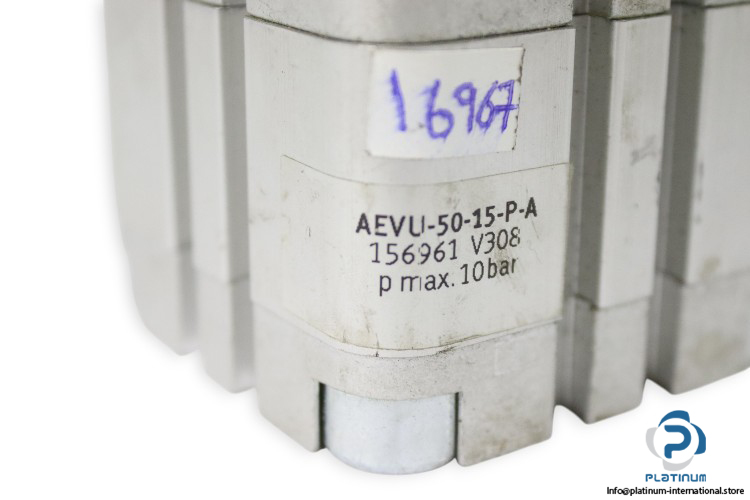 16967
AEVU-50-15-P-A
156961 V308
p max. 10bar
PLATINUM
Info@platinum-international.store